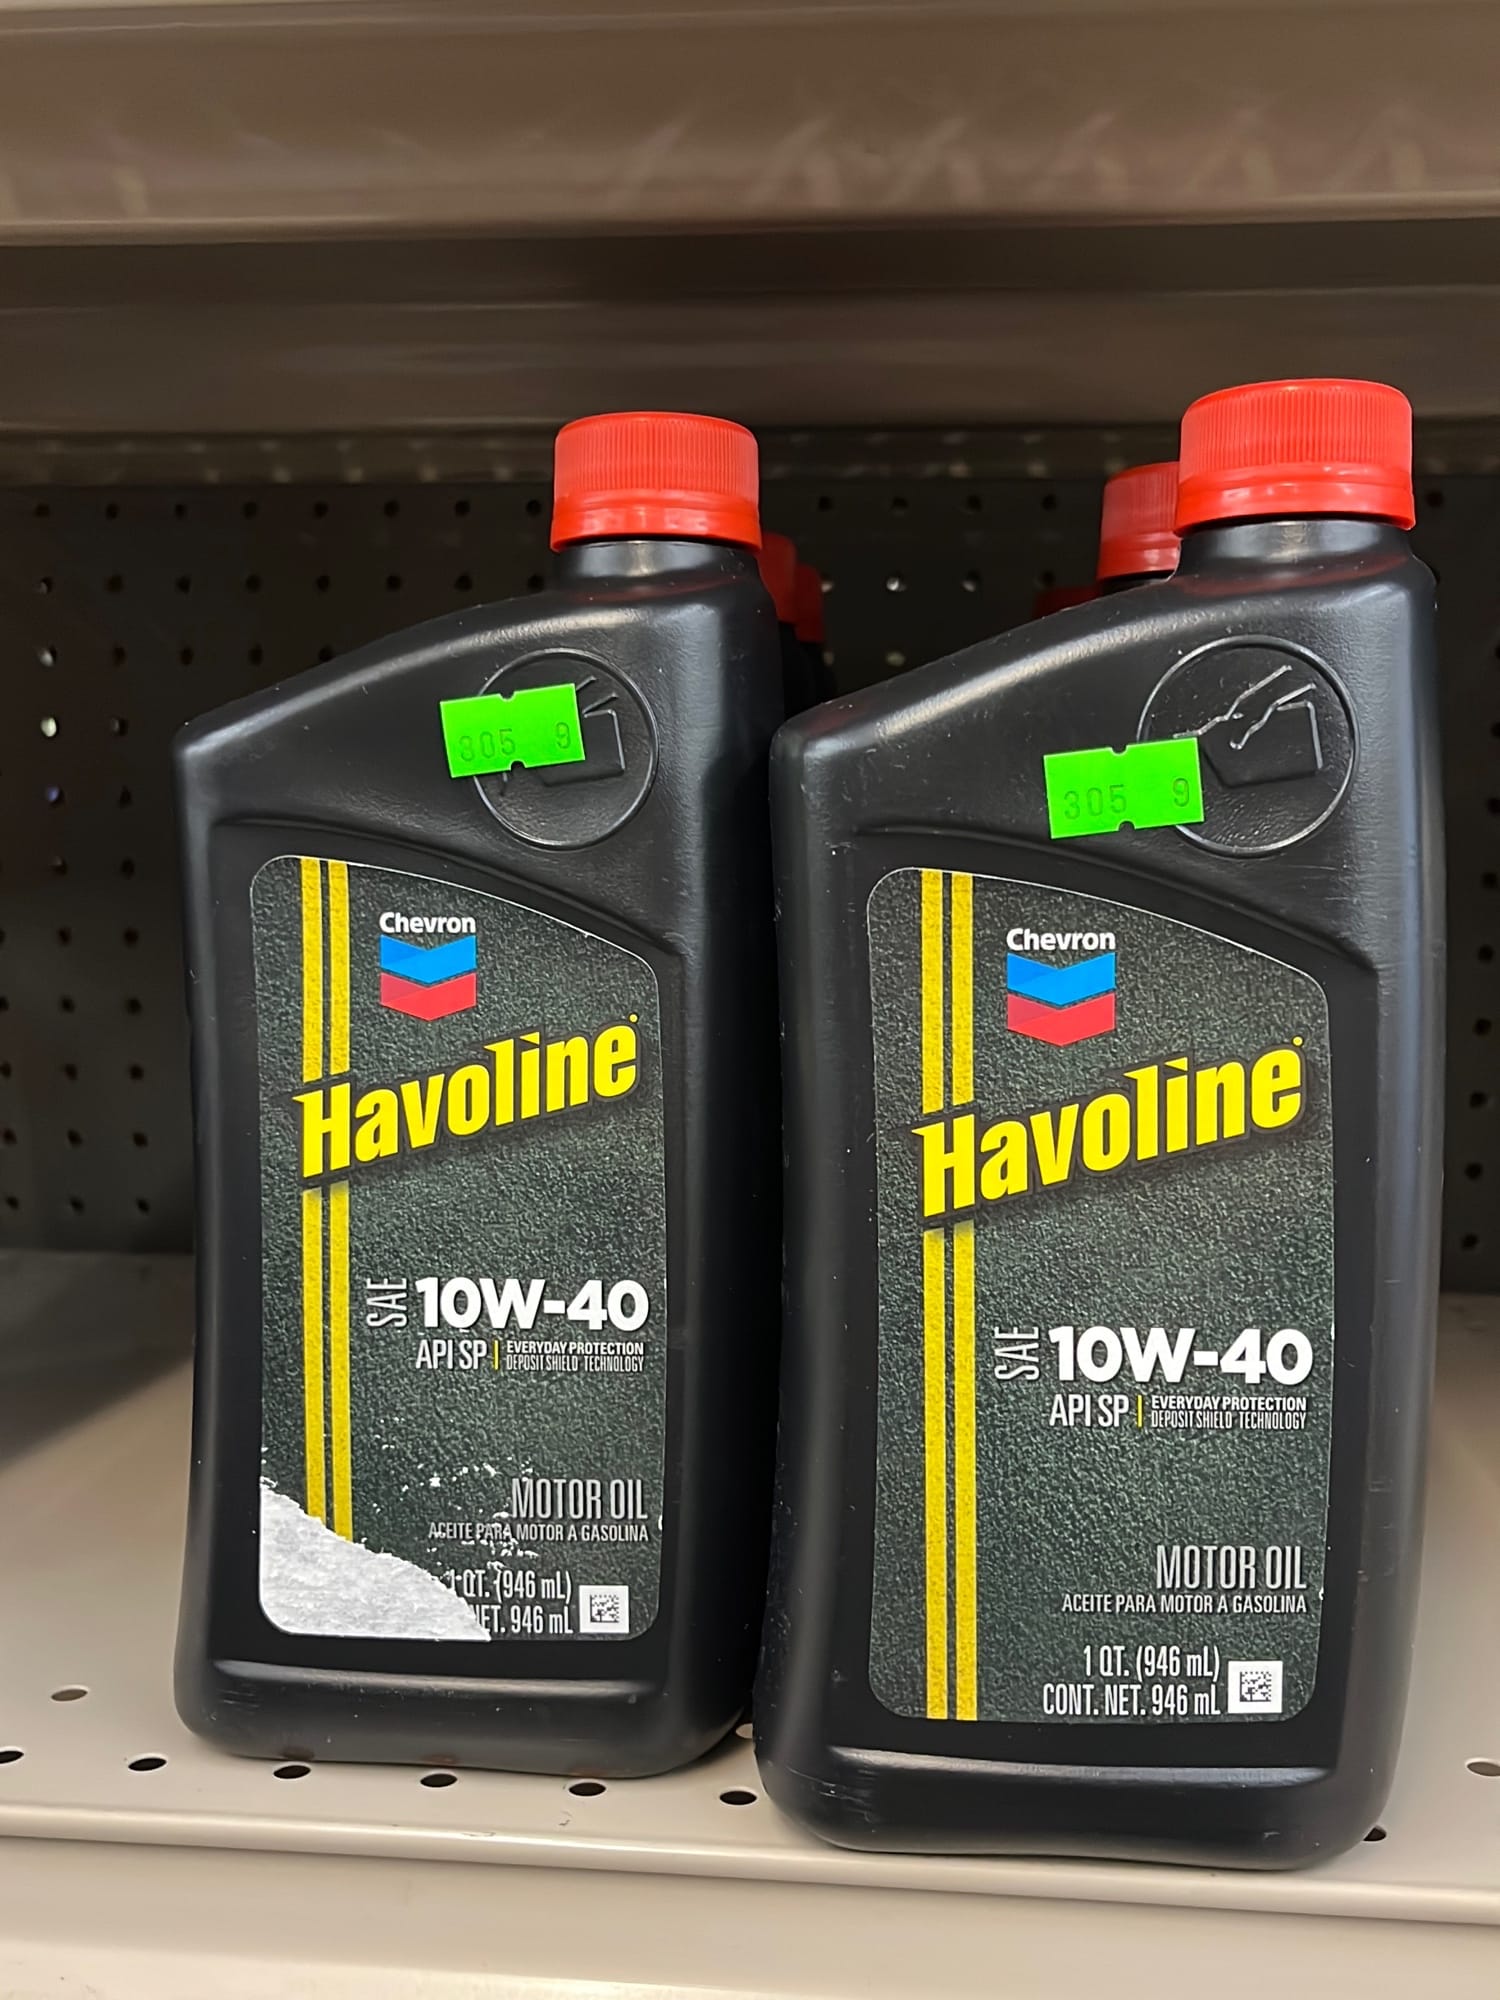 305 9
Chevron
Havoline
SAE 10W-40
API SP | EVERYDAY PROTECTION
DEPOSIT SHIELD TECHNOLOGY
MOTOR OIL
ACEITE PARA MOTOR A GASOLINA
1 QT. (946 mL)
NET. 946 mL
305 9
Chevron
Havoline
SAE 10W-40
API SP | EVERYDAY PROTECTION
DEPOSIT SHIELD TECHNOLOGY
MOTOR OIL
ACEITE PARA MOTOR A GASOLINA
1 QT. (946 mL)
CONT. NET. 946 mL